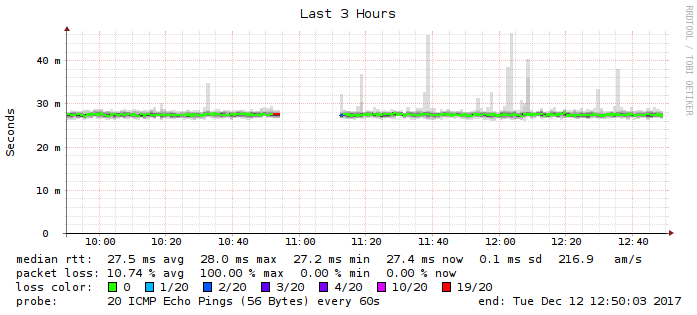 Last 3 Hours
RRDTOOL / TOBI OETIKER
Seconds
40 m
30 m
20 m
10 m
0
10:00 10:20 10:40 11:00 11:20 11:40 12:00 12:20 12:40
median rtt: 27.5 ms avg 28.0 ms max 27.2 ms min 27.4 ms now 0.1 ms sd 216.9 am/s
packet loss: 10.74 % avg 100.00 % max 0.00 % min 0.00 % now
loss color: 0 1/20 2/20 3/20 4/20 10/20 19/20
probe: 20 ICMP Echo Pings (56 Bytes) every 60s end: Tue Dec 12 12:50:03 2017